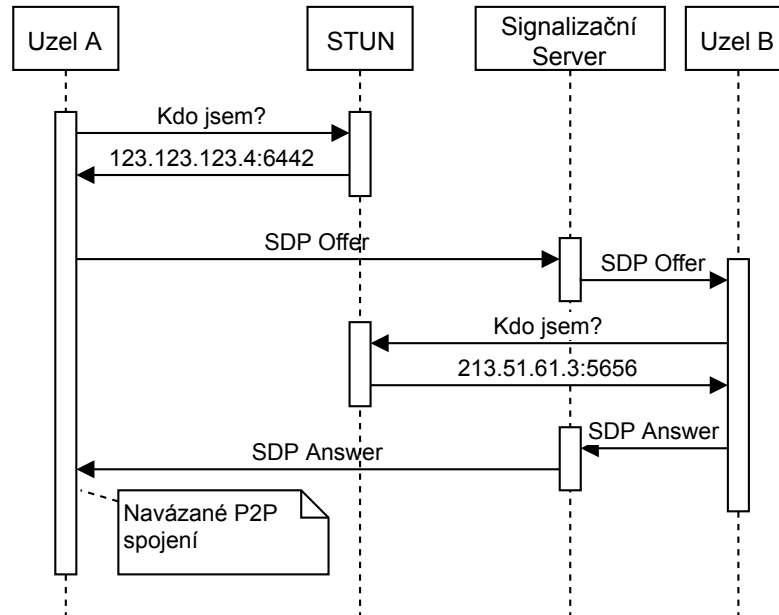 Uzel A
STUN
Signalizační
Server
Uzel B
Kdo jsem?
123.123.123.4:6442
SDP Offer
SDP Offer
Kdo jsem?
213.51.61.3:5656
SDP Answer
SDP Answer
Navázané P2P
spojení